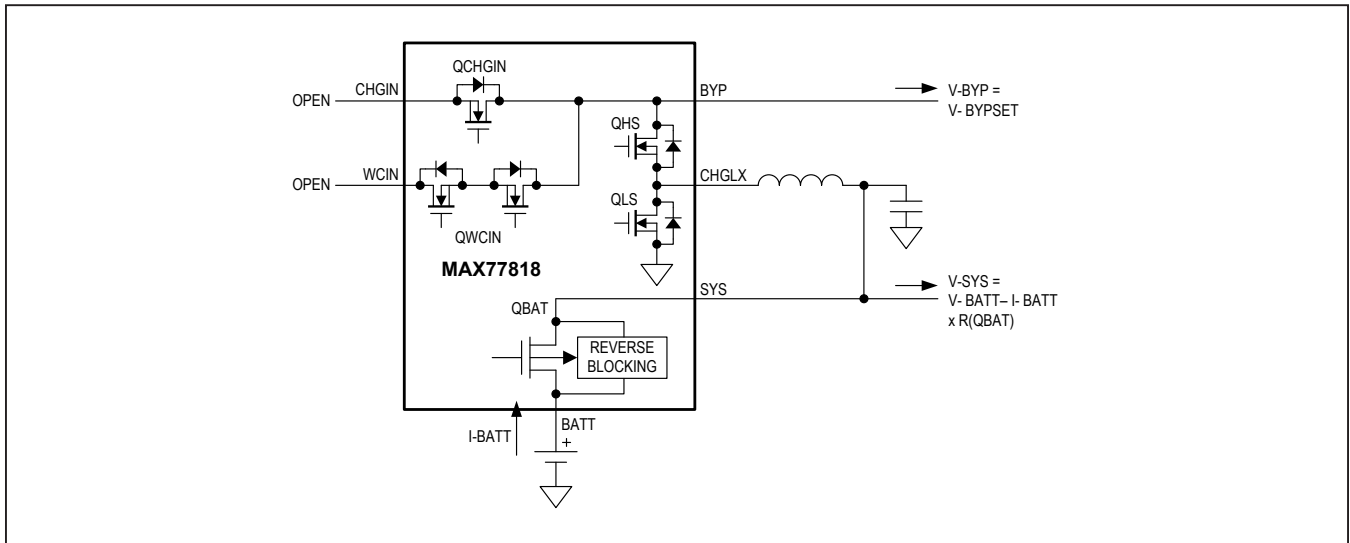 QCHGIN
CHGIN
OPEN
BYP
V-BYP =
V- BYPSET
QHS
WCIN
OPEN
CHGLX
QLS
QWCIN
MAX77818
SYS
V-SYS =
V- BATT– I- BATT
x R(QBAT)
QBAT
REVERSE
BLOCKING
I-BATT
BATT
+